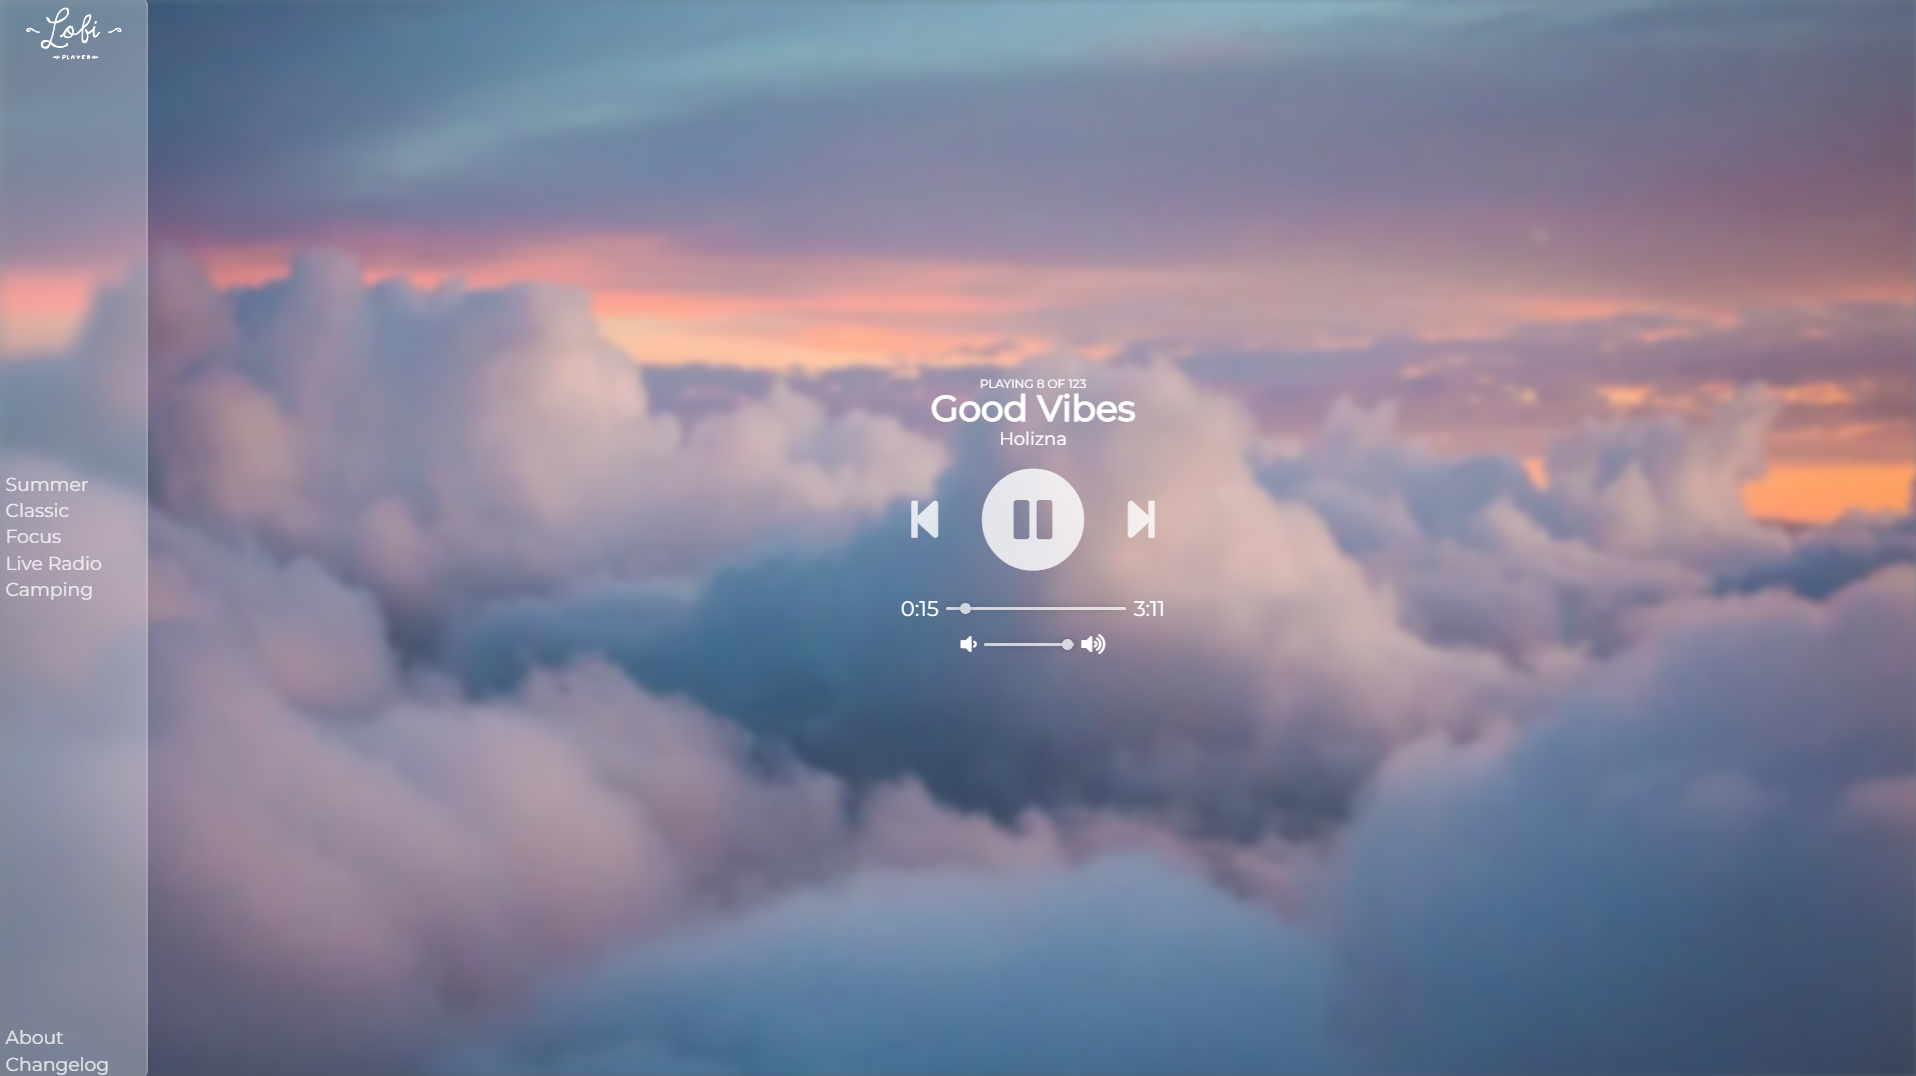 Lofi
PLAYER
Summer
Classic
Focus
Live Radio
Camping
About
Changelog
PLAYING 8 OF 123
Good Vibes
Holizna
0:15
3:11